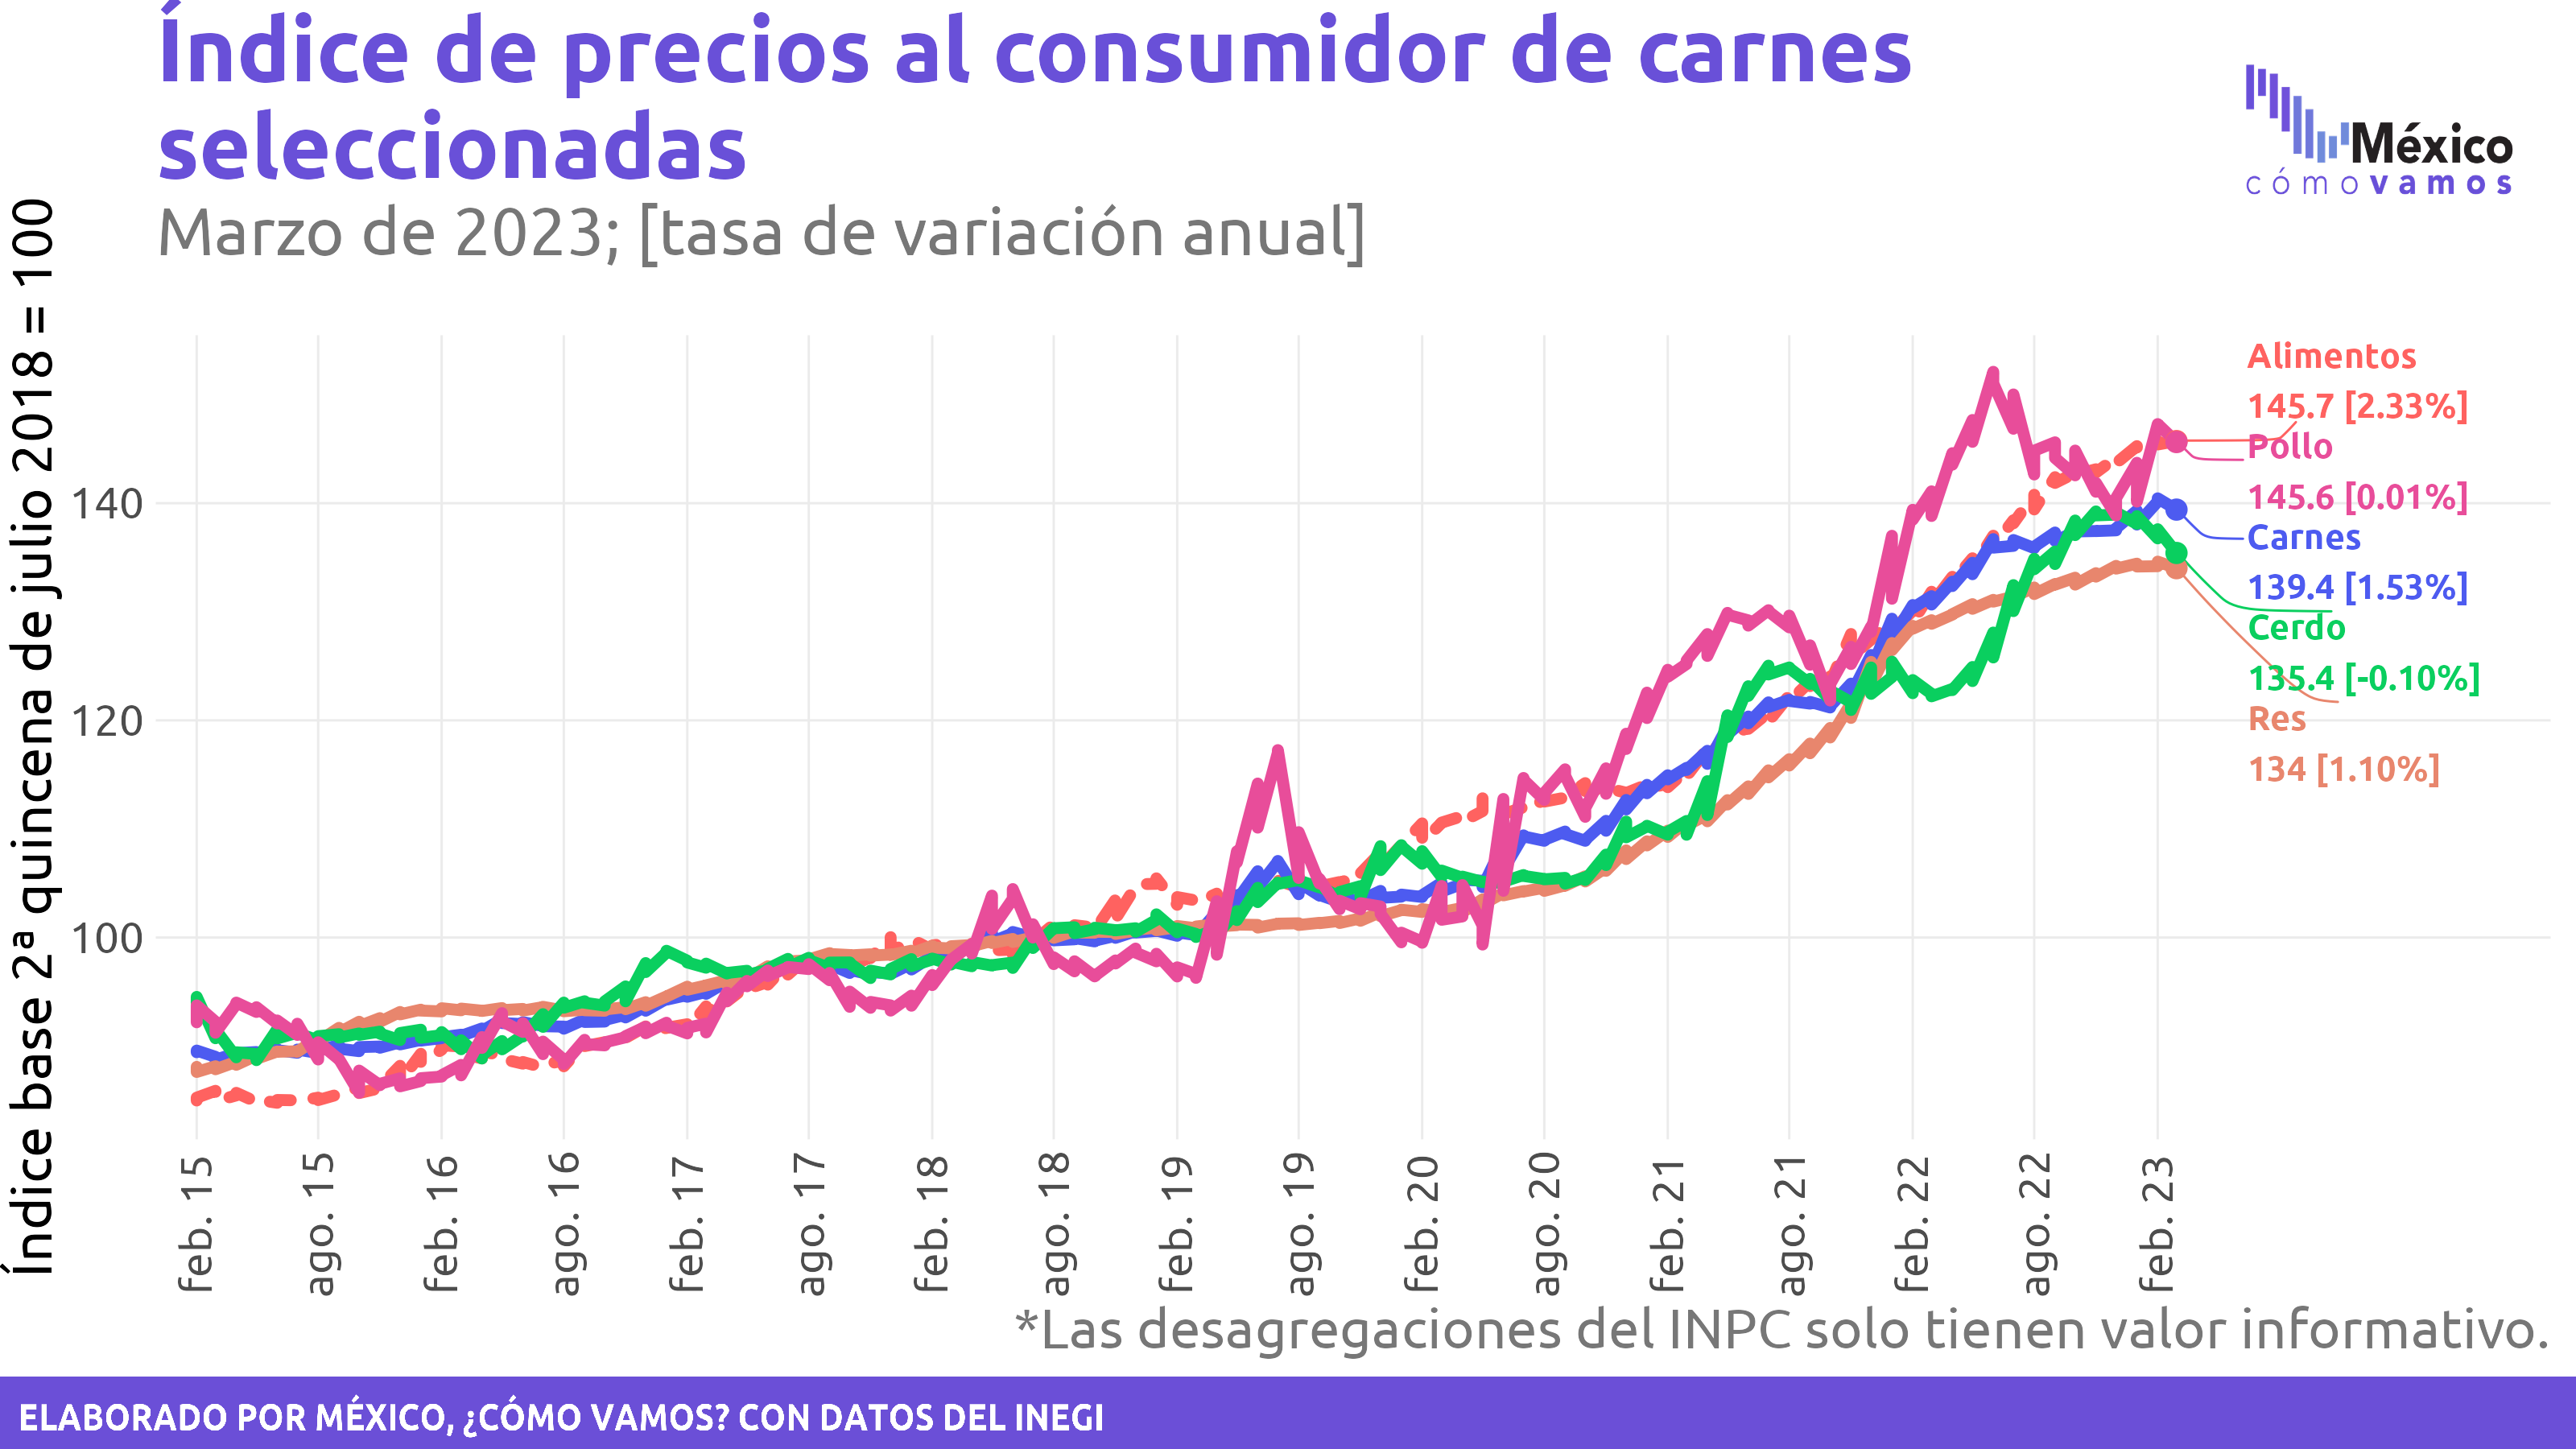 Índice de precios al consumidor de carnes
seleccionadas
Marzo de 2023; [tasa de variación anual]
México
cómo vamos
Índice base 2ª quincena de julio 2018 = 100
140
120
100
Alimentos
145.7 [2.33%]
Pollo
145.6 [0.01%]
Carnes
139.4 [1.53%]
Cerdo
135.4 [-0.10%]
Res
134 [1.10%]
feb. 15
ago. 15
feb. 16
ago. 16
feb. 17
ago. 17
feb. 18
ago. 18
feb. 19
ago. 19
feb. 20
ago. 20
feb. 21
ago. 21
feb. 22
ago. 22
feb. 23
*Las desagregaciones del INPC solo tienen valor informativo.
ELABORADO POR MÉXICO, ¿CÓMO VAMOS? CON DATOS DEL INEGI